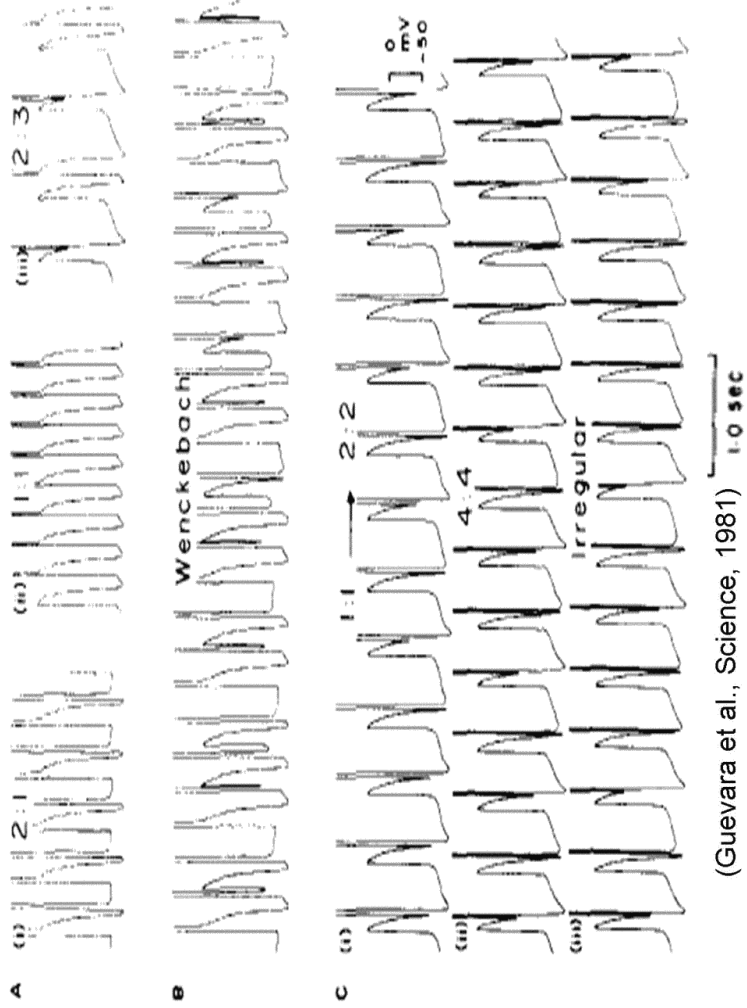 A
(i)
2 : 1
(ii)
1 : 1
(iii)
2 : 3
B
Wenckebach
C
(i)
1 : 1
2 : 2
0
mV
-50
(ii)
4 : 4
(iii)
Irregular
1.0 sec
(Guevara et al., Science, 1981)